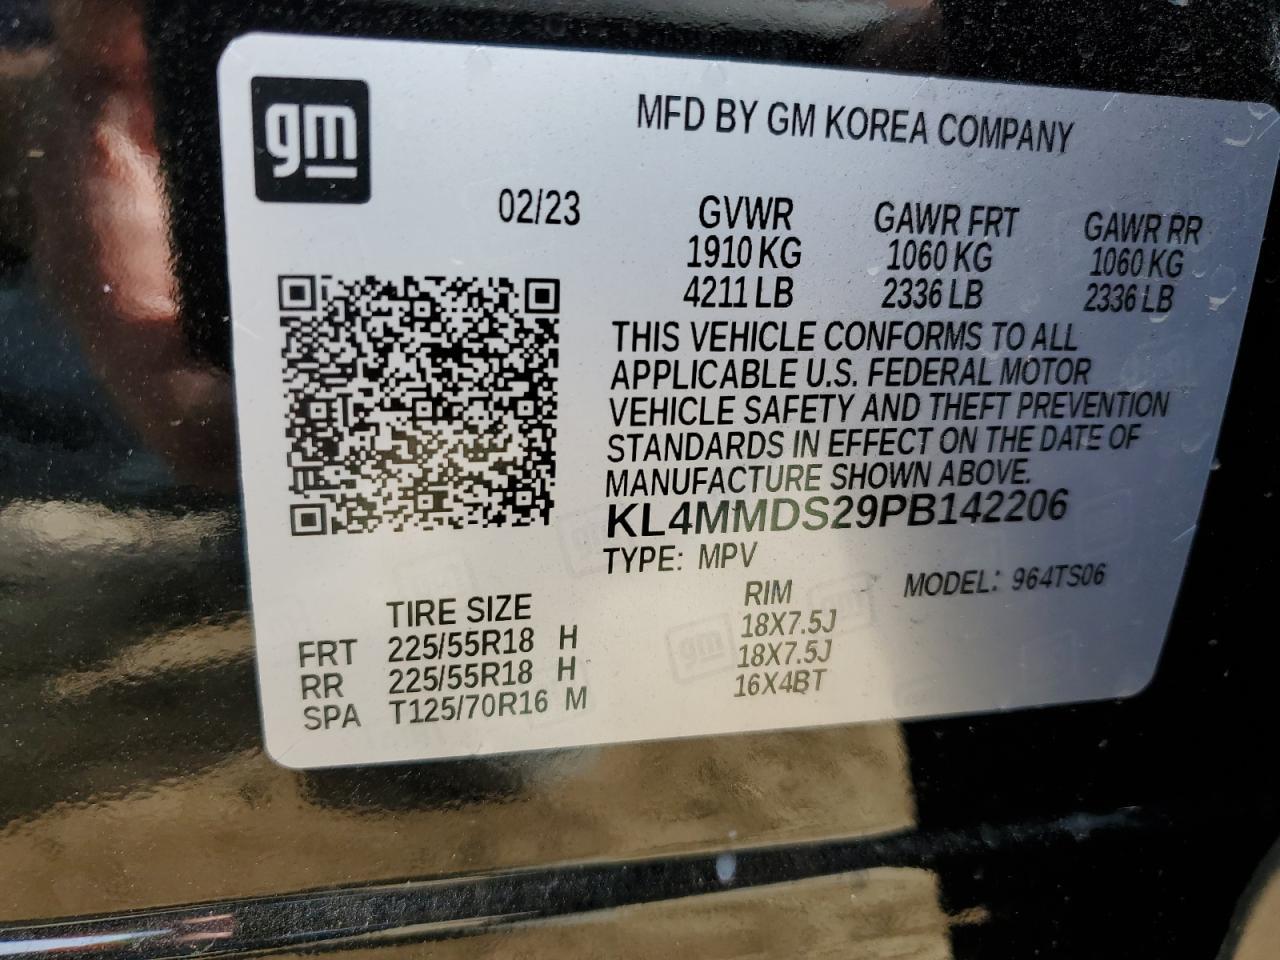 gm
MFD BY GM KOREA COMPANY
02/23
GVWR GAWR FRT GAWR RR
1910 KG 1060 KG 1060 KG
4211 LB 2336 LB 2336 LB
THIS VEHICLE CONFORMS TO ALL
APPLICABLE U.S. FEDERAL MOTOR
VEHICLE SAFETY AND THEFT PREVENTION
STANDARDS IN EFFECT ON THE DATE OF
MANUFACTURE SHOWN ABOVE.
KL4MMDS29PB142206
TYPE: MPV
MODEL: 964TS06
TIRE SIZE RIM
FRT 225/55R18 H 18X7.5J
RR 225/55R18 H 18X7.5J
SPA T125/70R16 M 16X4BT
gm